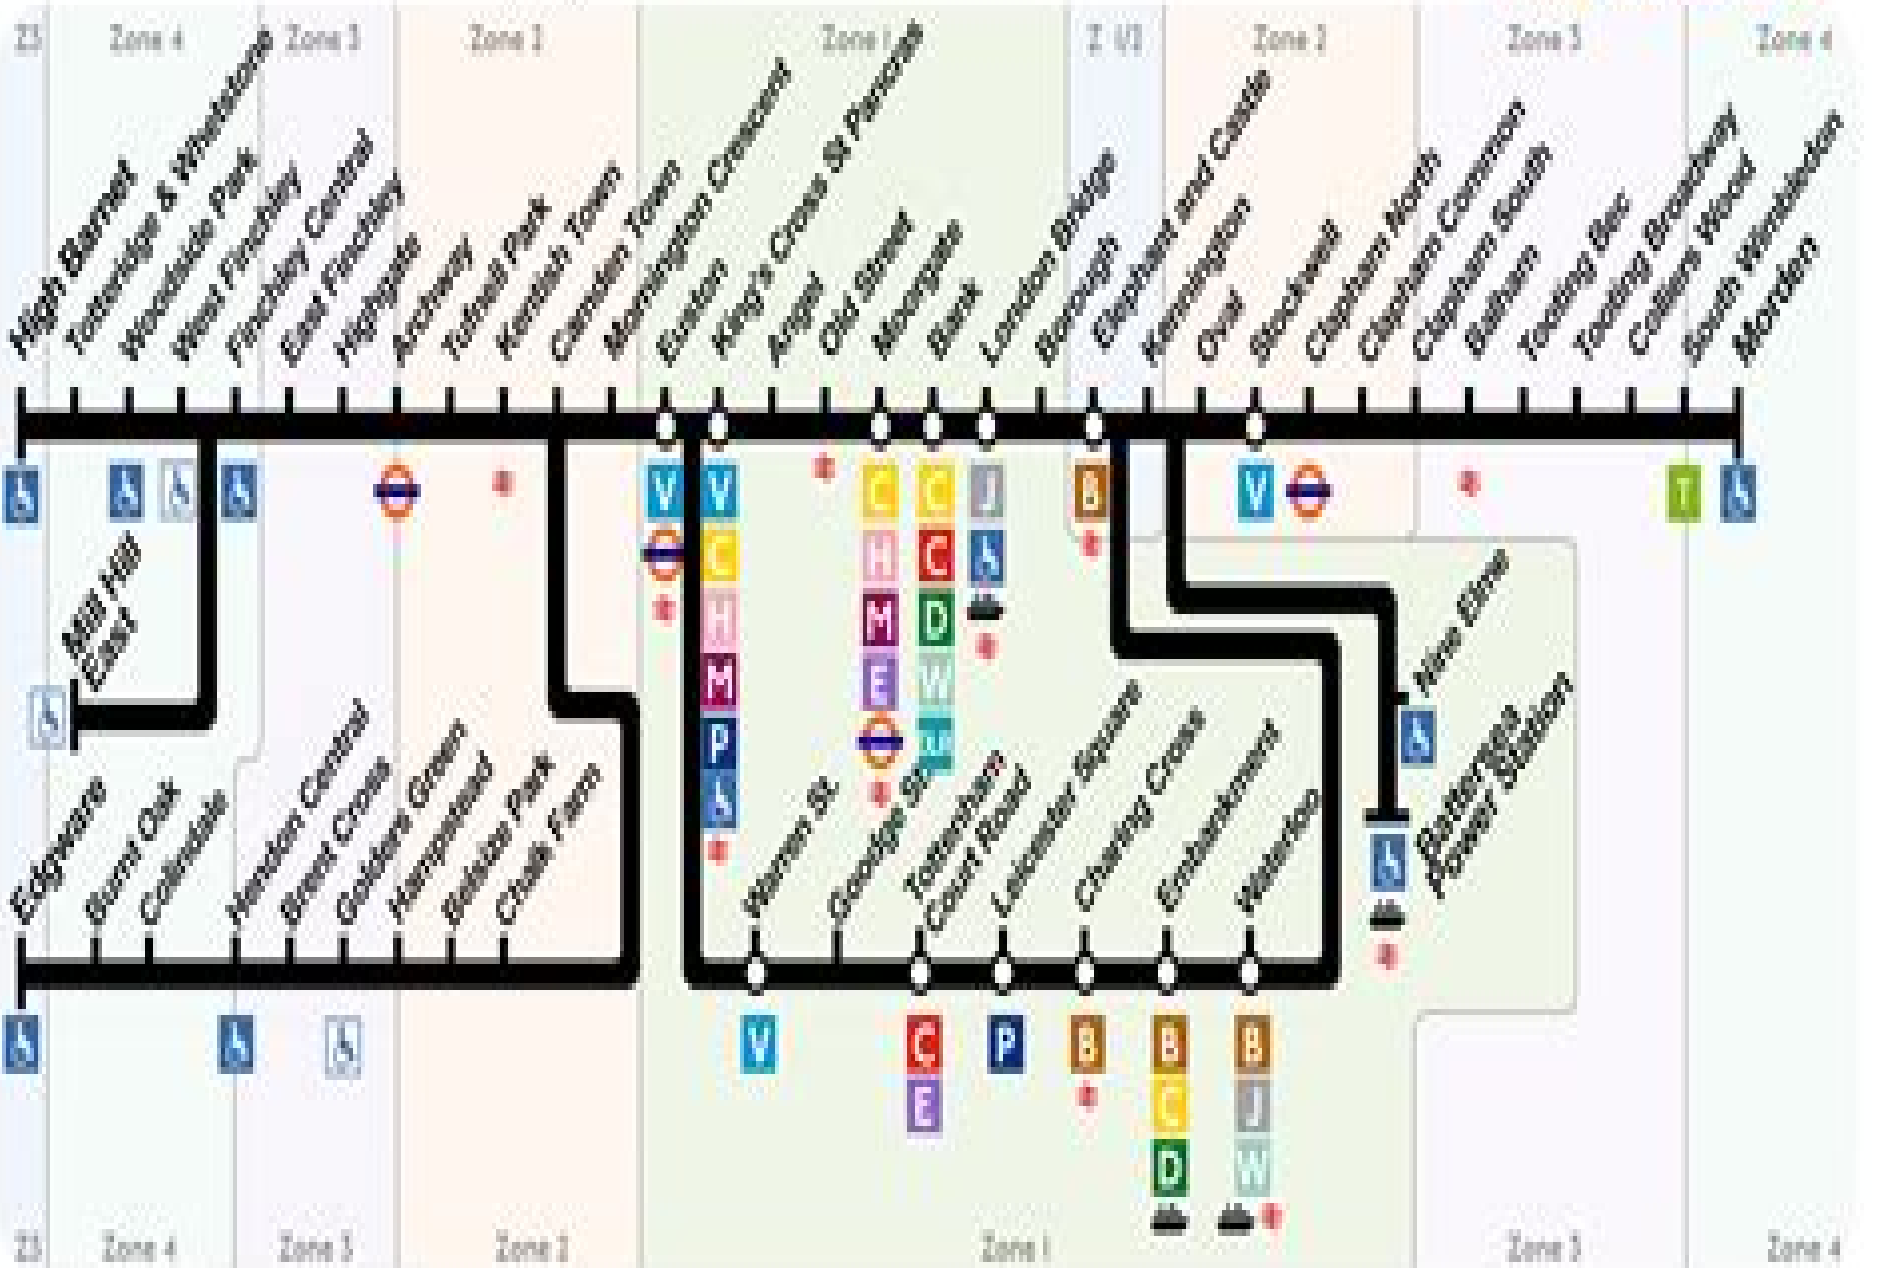 Z5 Zone 4 Zone 3 Zone 2 Zone 1 Z 1/2 Zone 2 Zone 3 Zone 4
High Barnet
Totteridge & Whetstone
Woodside Park
West Finchley
Finchley Central
East Finchley
Highgate
Archway
Tufnell Park
Kentish Town
Camden Town
Mornington Crescent
Euston
King's Cross St Pancras
Angel
Old Street
Moorgate
Bank
London Bridge
Borough
Elephant and Castle
Kennington
Oval
Stockwell
Clapham North
Clapham Common
Clapham South
Balham
Tooting Bec
Tooting Broadway
Colliers Wood
South Wimbledon
Morden
V V C C J B V T
C H C
H M D
M E W
P
Mill Hill
East
Nine Elms
Battersea
Power Station
Edgware
Burnt Oak
Colindale
Hendon Central
Brent Cross
Golders Green
Hampstead
Belsize Park
Chalk Farm
Warren St.
Goodge
Tottenham
Court Road
Leicester Square
Charing Cross
Embankment
Waterloo
V C P B B B
E C J
D W
Z5 Zone 4 Zone 3 Zone 2 Zone 1 Zone 3 Zone 4